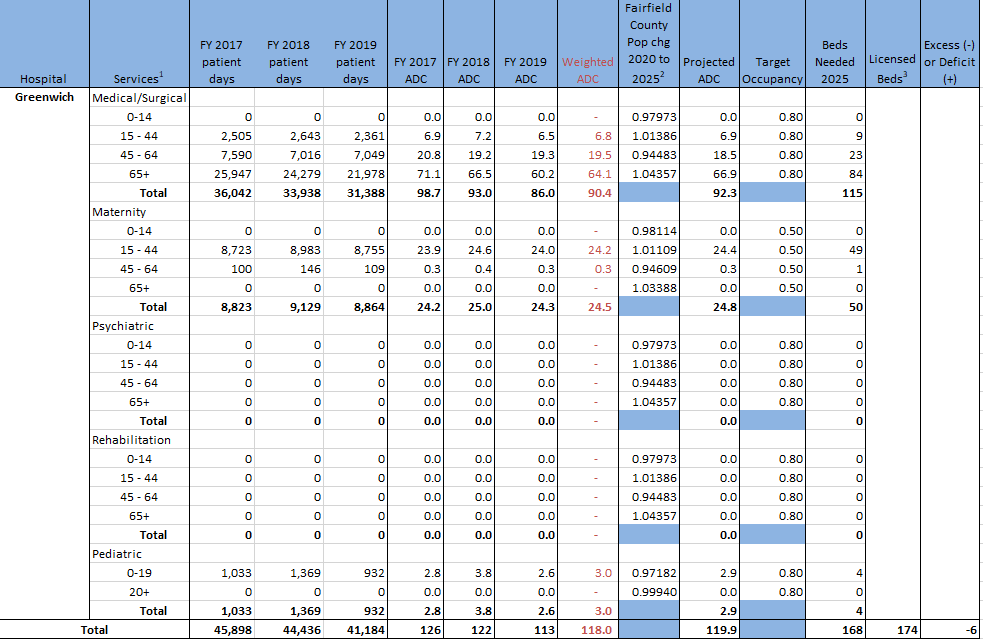 Hospital Services1 FY 2017 patient days FY 2018 patient days FY 2019 patient days FY 2017 ADC FY 2018 ADC FY 2019 ADC Weighted ADC Fairfield County Pop chg 2020 to 20252 Projected ADC Target Occupancy Beds Needed 2025 Licensed Beds3 Excess (-) or Deficit (+)
Greenwich Medical/Surgical
0-14 0 0 0 0.0 0.0 0.0 - 0.97973 0.0 0.80 0
15 - 44 2,505 2,643 2,361 6.9 7.2 6.5 6.8 1.01386 6.9 0.80 9
45 - 64 7,590 7,016 7,049 20.8 19.2 19.3 19.5 0.94483 18.5 0.80 23
65+ 25,947 24,279 21,978 71.1 66.5 60.2 64.1 1.04357 66.9 0.80 84
Total 36,042 33,938 31,388 98.7 93.0 86.0 90.4 92.3 115
Maternity
0-14 0 0 0 0.0 0.0 0.0 - 0.98114 0.0 0.50 0
15 - 44 8,723 8,983 8,755 23.9 24.6 24.0 24.2 1.01109 24.4 0.50 49
45 - 64 100 146 109 0.3 0.4 0.3 0.3 0.94609 0.3 0.50 1
65+ 0 0 0 0.0 0.0 0.0 - 1.03388 0.0 0.50 0
Total 8,823 9,129 8,864 24.2 25.0 24.3 24.5 24.8 50
Psychiatric
0-14 0 0 0 0.0 0.0 0.0 - 0.97973 0.0 0.80 0
15 - 44 0 0 0 0.0 0.0 0.0 - 1.01386 0.0 0.80 0
45 - 64 0 0 0 0.0 0.0 0.0 - 0.94483 0.0 0.80 0
65+ 0 0 0 0.0 0.0 0.0 - 1.04357 0.0 0.80 0
Total 0 0 0 0.0 0.0 0.0 - 0.0 0
Rehabilitation
0-14 0 0 0 0.0 0.0 0.0 - 0.97973 0.0 0.80 0
15 - 44 0 0 0 0.0 0.0 0.0 - 1.01386 0.0 0.80 0
45 - 64 0 0 0 0.0 0.0 0.0 - 0.94483 0.0 0.80 0
65+ 0 0 0 0.0 0.0 0.0 - 1.04357 0.0 0.80 0
Total 0 0 0 0.0 0.0 0.0 - 0.0 0
Pediatric
0-19 1,033 1,369 932 2.8 3.8 2.6 3.0 0.97182 2.9 0.80 4
20+ 0 0 0 0.0 0.0 0.0 - 0.99940 0.0 0.80 0
Total 1,033 1,369 932 2.8 3.8 2.6 3.0 2.9 4
Total 45,898 44,436 41,184 126 122 113 118.0 119.9 168 174 -6